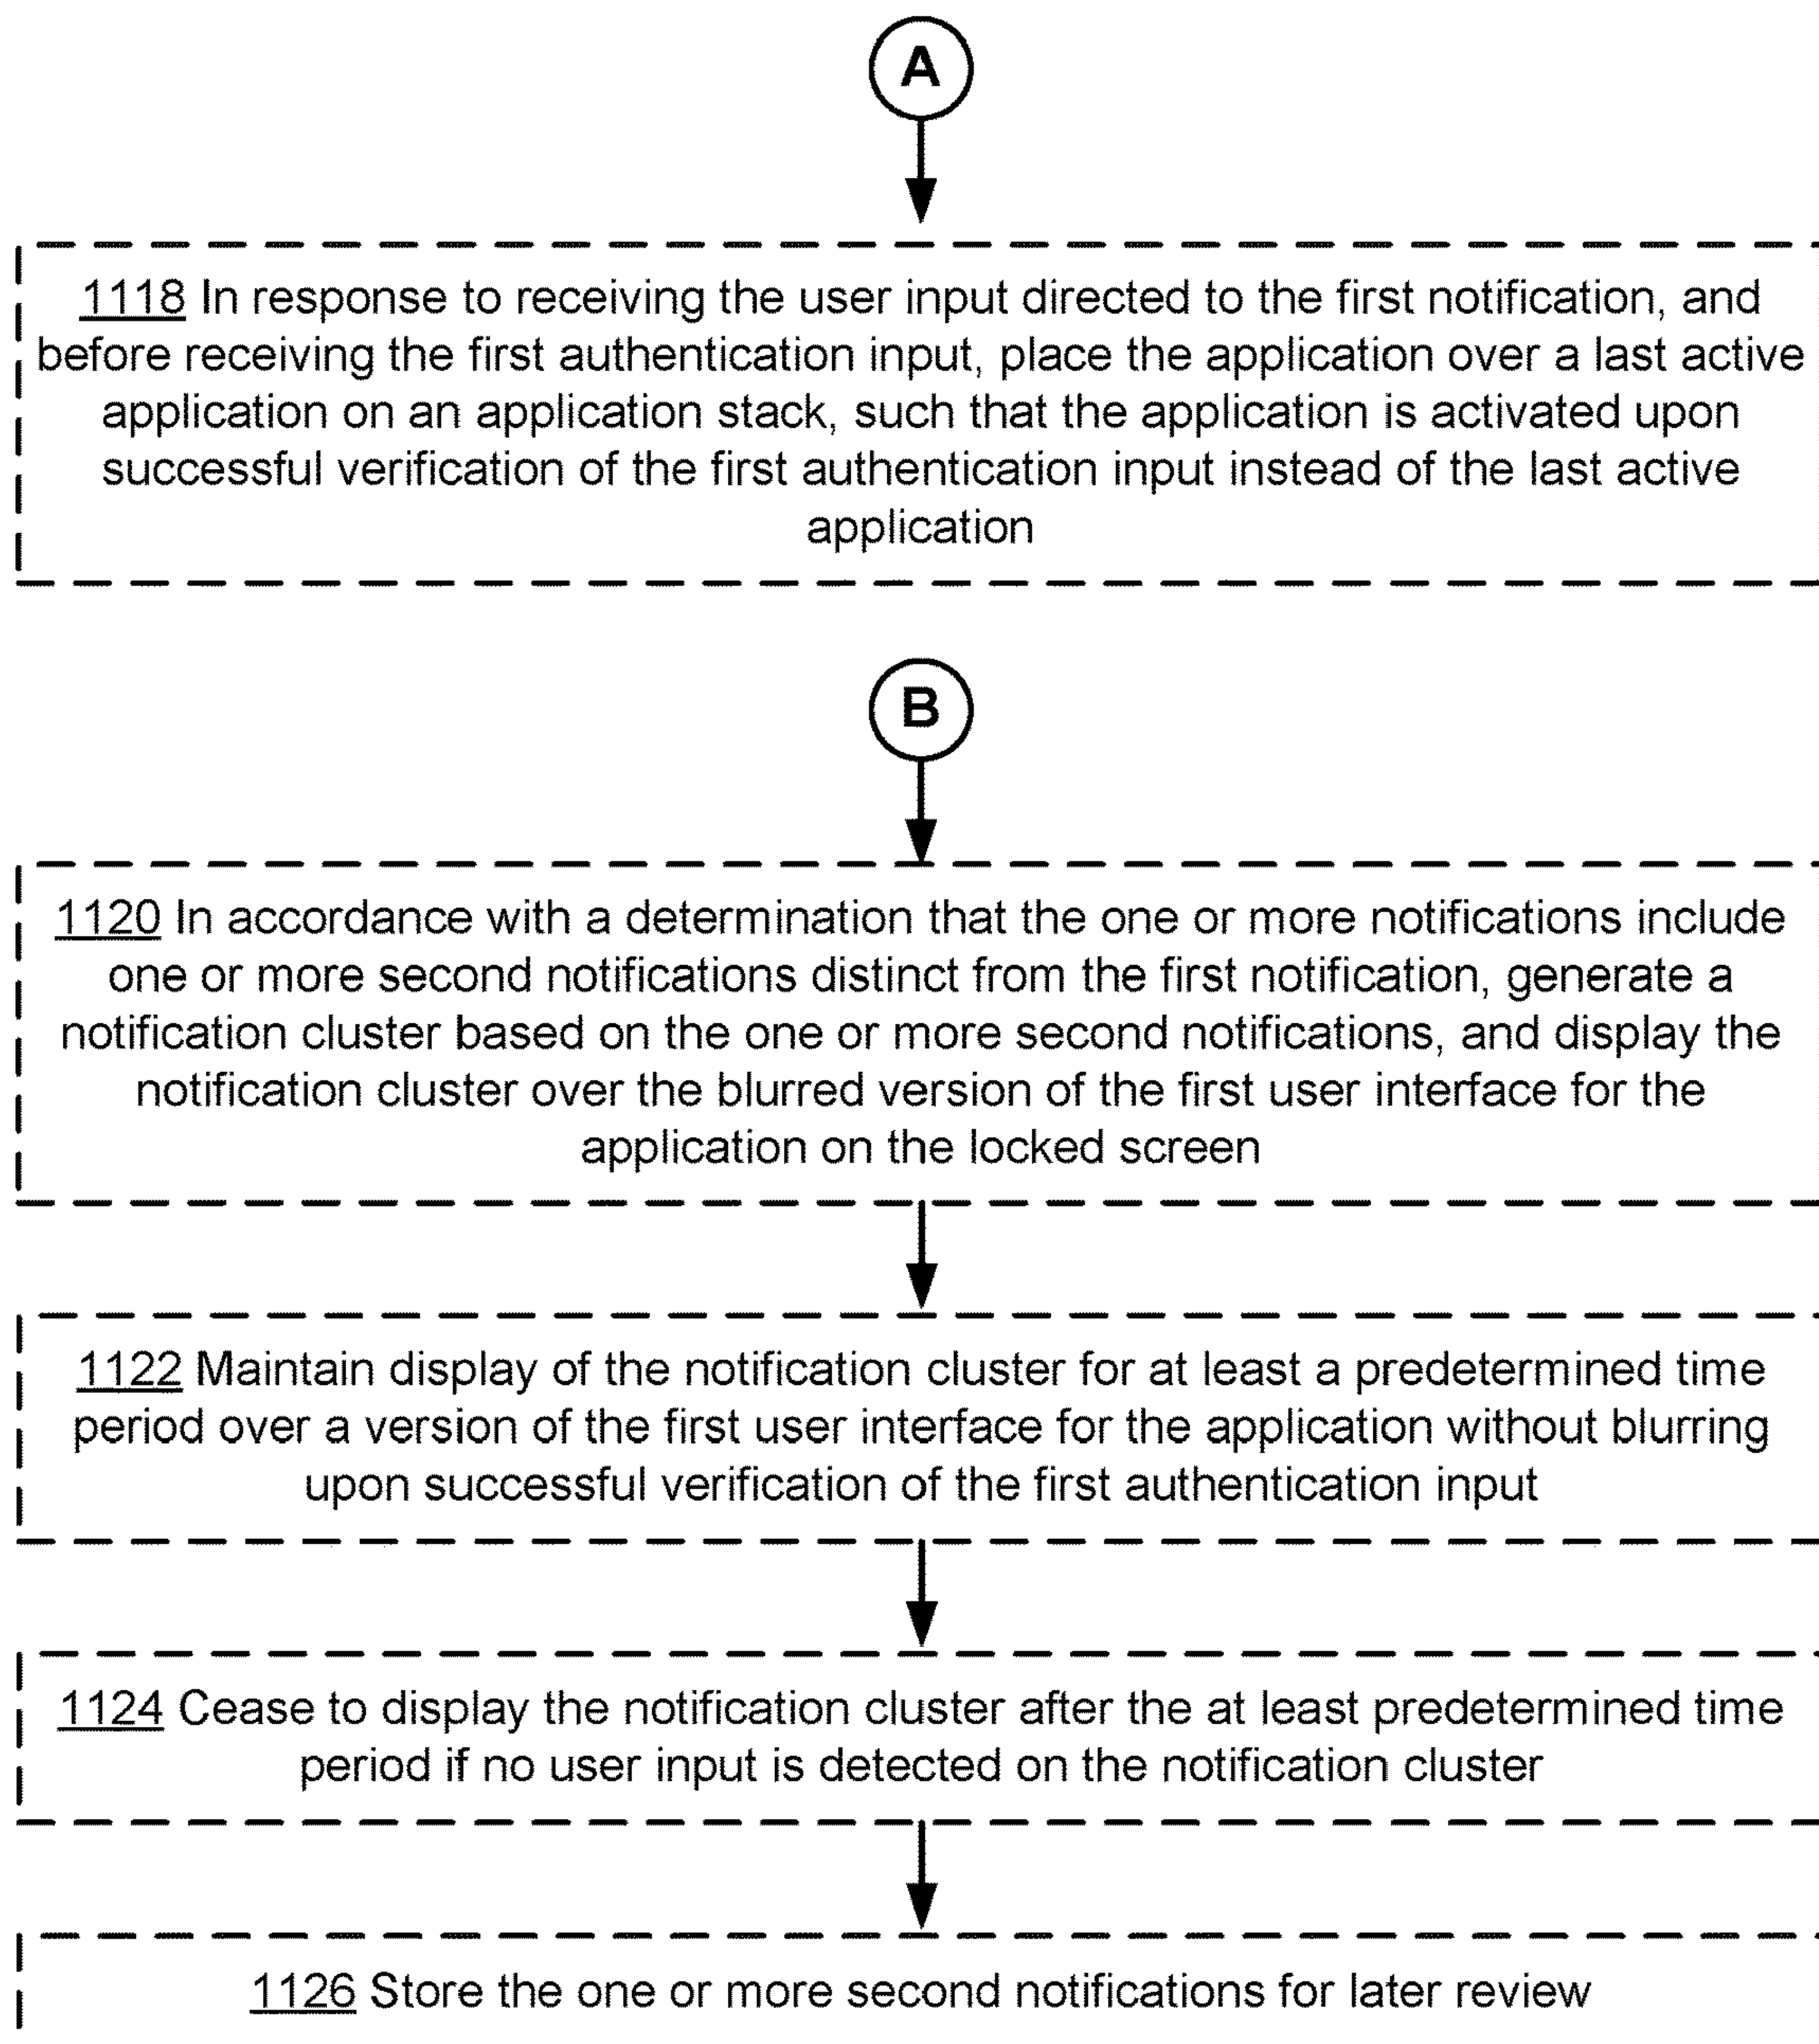 A
1118 In response to receiving the user input directed to the first notification, and
before receiving the first authentication input, place the application over a last active
application on an application stack, such that the application is activated upon
successful verification of the first authentication input instead of the last active
application
B
1120 In accordance with a determination that the one or more notifications include
one or more second notifications distinct from the first notification, generate a
notification cluster based on the one or more second notifications, and display the
notification cluster over the blurred version of the first user interface for the
application on the locked screen
1122 Maintain display of the notification cluster for at least a predetermined time
period over a version of the first user interface for the application without blurring
upon successful verification of the first authentication input
1124 Cease to display the notification cluster after the at least predetermined time
period if no user input is detected on the notification cluster
1126 Store the one or more second notifications for later review